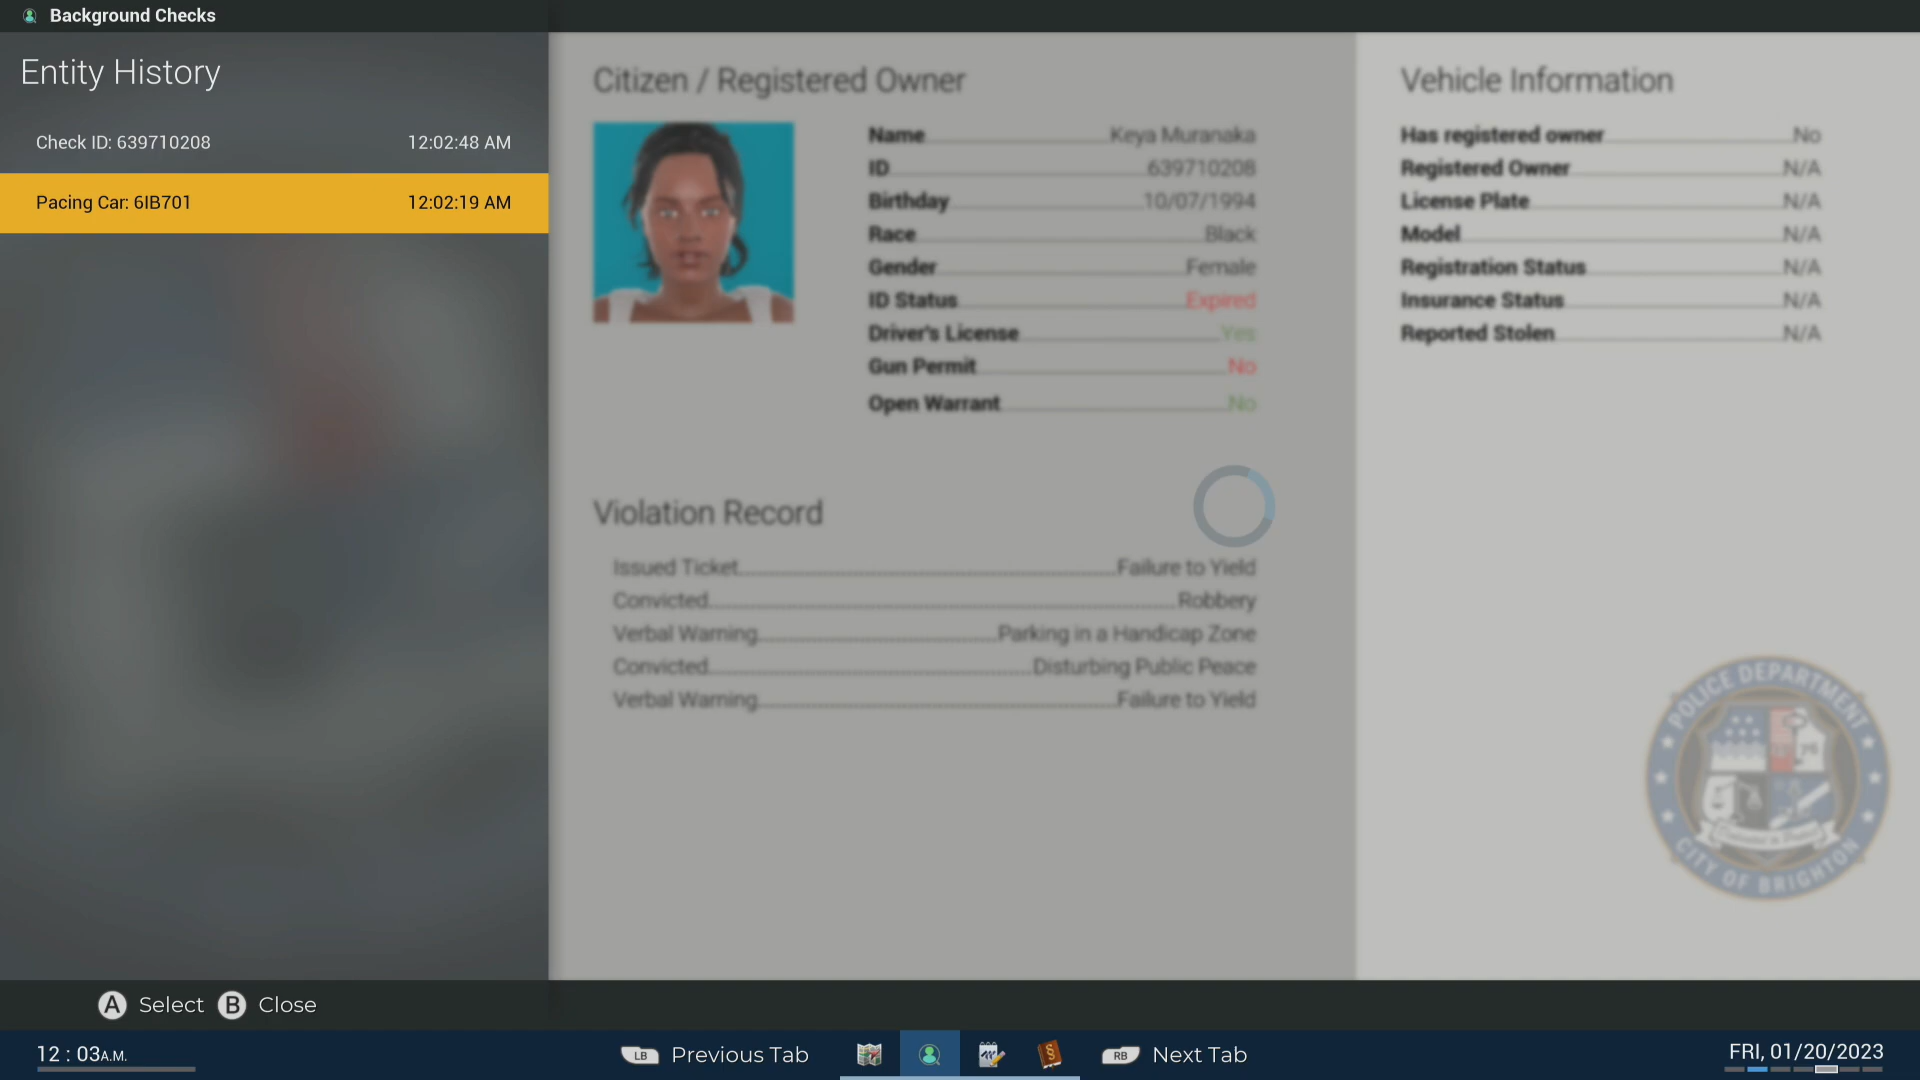 Background Checks
Entity History
Check ID: 639710208 12:02:48 AM
Pacing Car: 6IB701 12:02:19 AM
Citizen / Registered Owner
Name Keya Muranaka
ID 639710208
Birthday 10/07/1994
Race Black
Gender Female
ID Status Expired
Driver's License Yes
Gun Permit No
Open Warrant No
Violation Record
Issued Ticket Failure to Yield
Convicted Robbery
Verbal Warning Parking in a Handicap Zone
Convicted Disturbing Public Peace
Verbal Warning Failure to Yield
Vehicle Information
Has registered owner No
Registered Owner N/A
License Plate N/A
Model N/A
Registration Status N/A
Insurance Status N/A
Reported Stolen N/A
POLICE DEPARTMENT
76
CITY OF BRIGHTON
A Select B Close
12 : 03 A.M.
LB Previous Tab
RB Next Tab
FRI, 01/20/2023